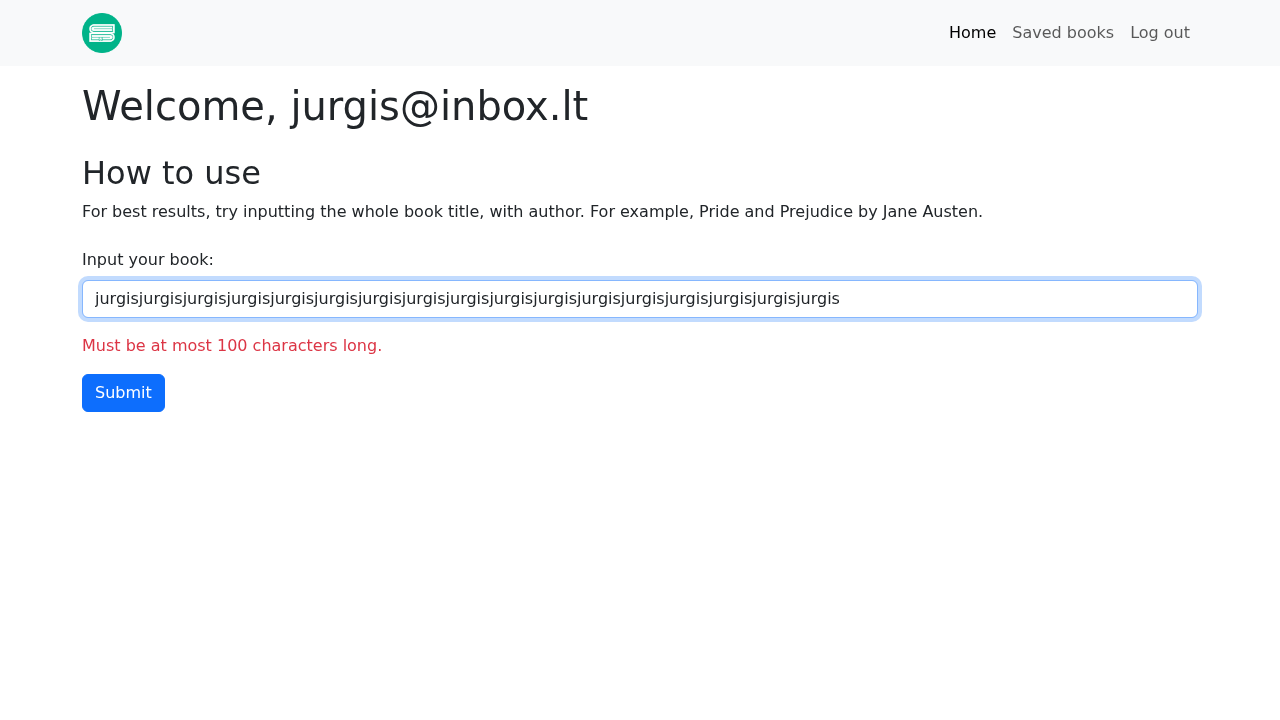 Home
Saved books
Log out
Welcome, jurgis@inbox.lt
How to use
For best results, try inputting the whole book title, with author. For example, Pride and Prejudice by Jane Austen.
Input your book:
jurgisjurgisjurgisjurgisjurgisjurgisjurgisjurgisjurgisjurgisjurgisjurgisjurgisjurgisjurgisjurgisjurgis
Must be at most 100 characters long.
Submit